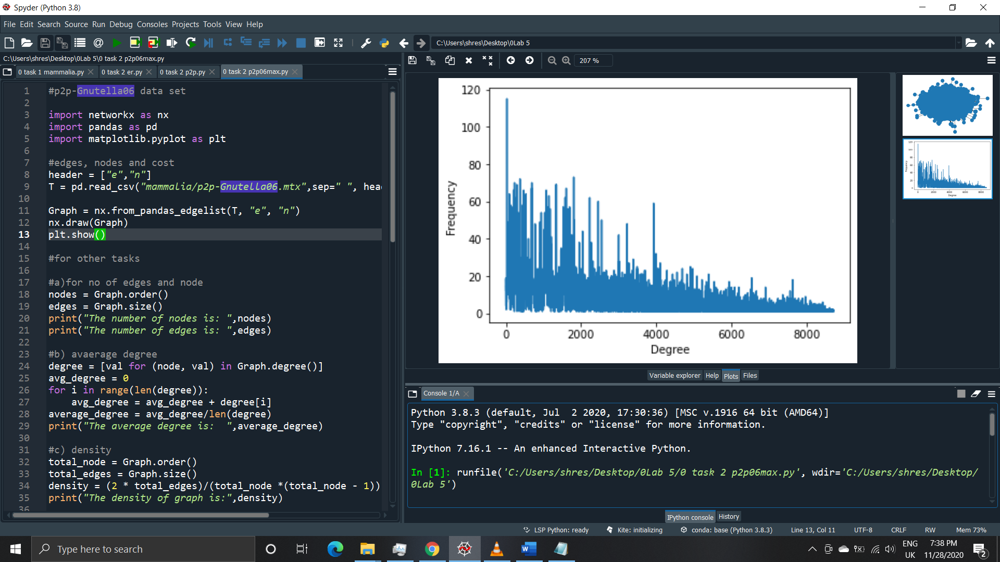 Spyder (Python 3.8)
File Edit Search Source Run Debug Consoles Projects Tools View Help
C:\Users\shres\Desktop\0Lab 5
C:\Users\shres\Desktop\0Lab 5\0 task 2 p2p06max.py
0 task 1 mammalia.py
0 task 2 er.py
0 task 2 p2p.py
0 task 2 p2p06max.py
1 #p2p-Gnutella06 data set
2
3 import networkx as nx
4 import pandas as pd
5 import matplotlib.pyplot as plt
6
7 #edges, nodes and cost
8 header = ["e","n"]
9 T = pd.read_csv("mammalia/p2p-Gnutella06.mtx",sep=" ", hea
10
11 Graph = nx.from_pandas_edgelist(T, "e", "n")
12 nx.draw(Graph)
13 plt.show()
14
15 #for other tasks
16
17 #a)for no of edges and node
18 nodes = Graph.order()
19 edges = Graph.size()
20 print("The number of nodes is: ",nodes)
21 print("The number of edges is: ",edges)
22
23 #b) avaerage degree
24 degree = [val for (node, val) in Graph.degree()]
25 avg_degree = 0
26 for i in range(len(degree)):
27     avg_degree = avg_degree + degree[i]
28 average_degree = avg_degree/len(degree)
29 print("The average degree is:  ",average_degree)
30
31 #c) density
32 total_node = Graph.order()
33 total_edges = Graph.size()
34 density = (2 * total_edges)/(total_node *(total_node - 1))
35 print("The density of graph is:",density)
36
207 %
120
100
80
60
40
20
0
Frequency
0 2000 4000 6000 8000
Degree
Variable explorer Help Plots Files
Console 1/A
Python 3.8.3 (default, Jul  2 2020, 17:30:36) [MSC v.1916 64 bit (AMD64)]
Type "copyright", "credits" or "license" for more information.
IPython 7.16.1 -- An enhanced Interactive Python.
In [1]: runfile('C:/Users/shres/Desktop/0Lab 5/0 task 2 p2p06max.py', wdir='C:/Users/shres/Desktop/
0Lab 5')
IPython console History
LSP Python: ready Kite: initializing conda: base (Python 3.8.3) Line 13, Col 11 UTF-8 CRLF RW Mem 73%
Type here to search
ENG
UK
7:38 PM
11/28/2020
2